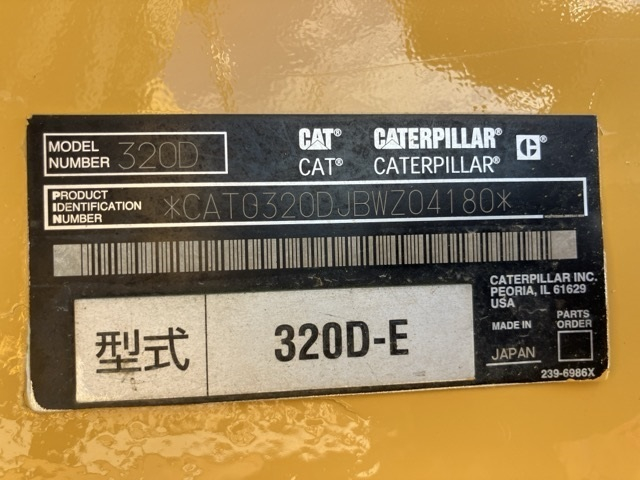 MODEL NUMBER 320D
CAT® CATERPILLAR® C®
CAT® CATERPILLAR®
PRODUCT IDENTIFICATION NUMBER *CAT0320DJBWZ04180*
CATERPILLAR INC.
PEORIA, IL 61629
USA
型式 320D-E
MADE IN JAPAN
PARTS ORDER
239-6986X